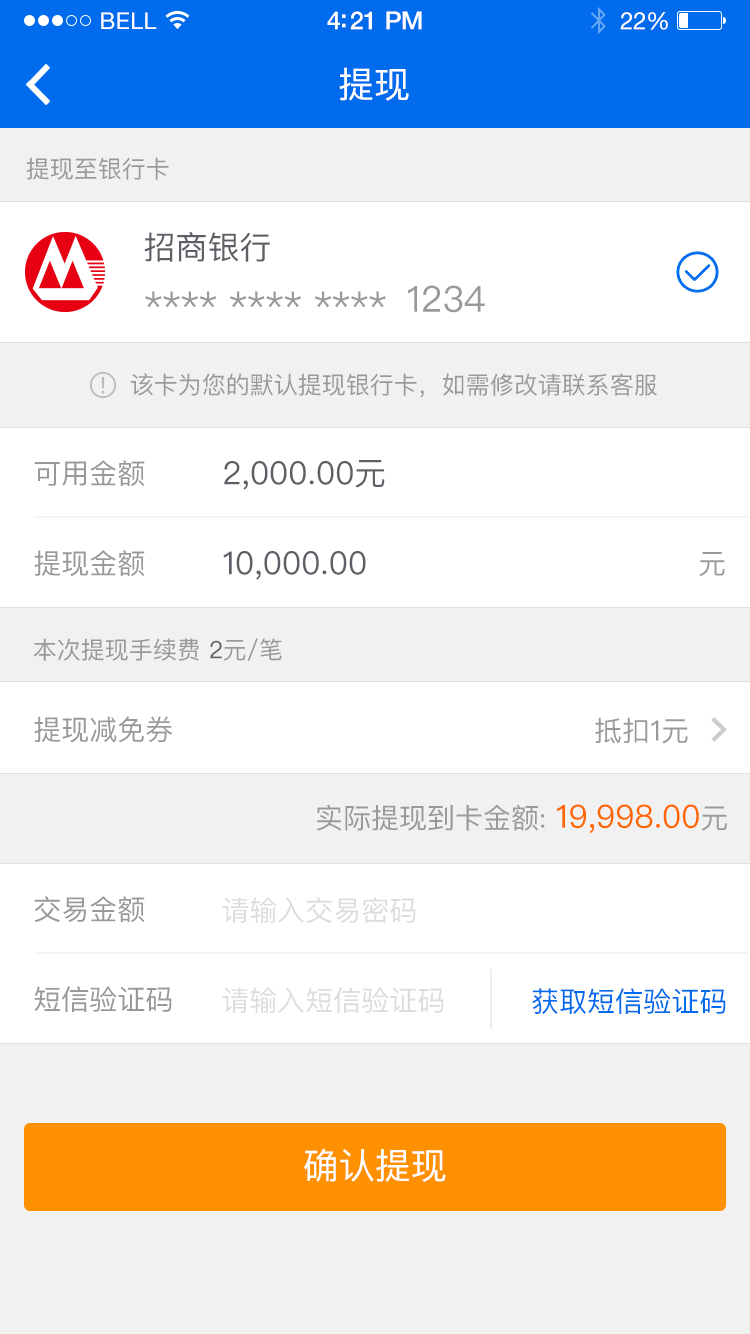 BELL 4:21 PM 22%
提现
提现至银行卡
招商银行
**** **** **** 1234
该卡为您的默认提现银行卡，如需修改请联系客服
可用金额 2,000.00元
提现金额 10,000.00 元
本次提现手续费 2元/笔
提现减免券 抵扣1元
实际提现到卡金额: 19,998.00元
交易金额 请输入交易密码
短信验证码 请输入短信验证码 获取短信验证码
确认提现